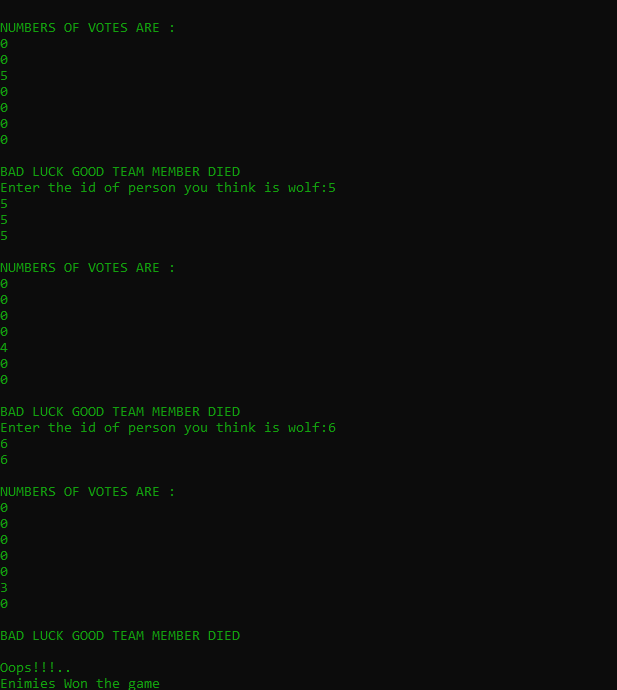 NUMBERS OF VOTES ARE :
0
0
5
0
0
0
0
BAD LUCK GOOD TEAM MEMBER DIED
Enter the id of person you think is wolf:5
5
5
5
NUMBERS OF VOTES ARE :
0
0
0
0
4
0
0
BAD LUCK GOOD TEAM MEMBER DIED
Enter the id of person you think is wolf:6
6
6
NUMBERS OF VOTES ARE :
0
0
0
0
0
3
0
BAD LUCK GOOD TEAM MEMBER DIED
Oops!!!..
Enimies Won the game